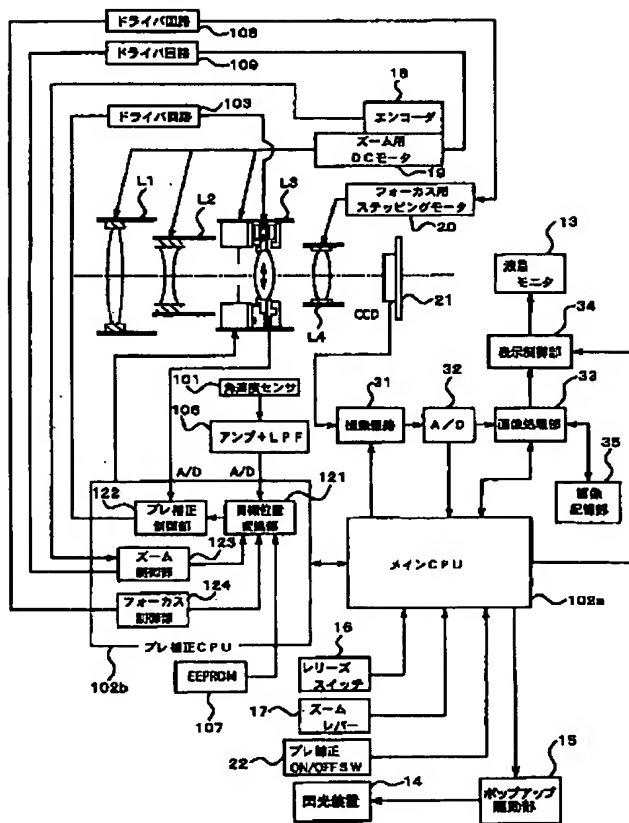 ドライバ回路
108
ドライバ回路
109
18
エンコーダ
ドライバ回路
103
ズーム用
DCモータ
19
フォーカス用
ステッピングモータ
20
L1
L2
L3
L4
CCD
21
13
液晶
モニタ
34
表示制御部
33
画像処理部
31
撮像回路
32
A/D
35
画像
記憶部
101
角速度センサ
106
アンプ+LPF
A/D
A/D
121
目標位置
変換部
122
ブレ補正
制御部
ズーム
制御部
123
フォーカス
制御部
124
ブレ補正CPU
102b
メインCPU
102a
EEPROM
107
16
レリーズ
スイッチ
17
ズーム
レバー
22
ブレ補正
ON/OFFSW
14
閃光装置
15
ポップアップ
駆動部